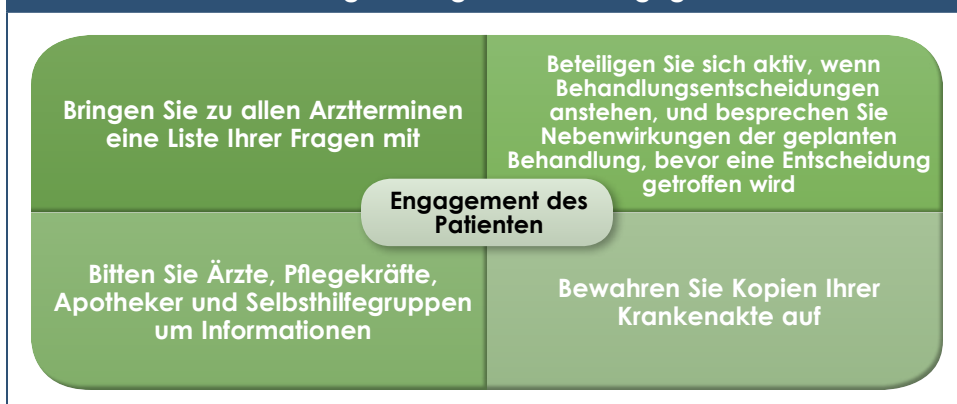 Bringen Sie zu allen Arztterminen
eine Liste Ihrer Fragen mit
Beteiligen Sie sich aktiv, wenn
Behandlungsentscheidungen
anstehen, und besprechen Sie
Nebenwirkungen der geplanten
Behandlung, bevor eine Entscheidung
getroffen wird
Engagement des
Patienten
Bitten Sie Ärzte, Pflegekräfte,
Apotheker und Selbsthilfegruppen
um Informationen
Bewahren Sie Kopien Ihrer
Krankenakte auf